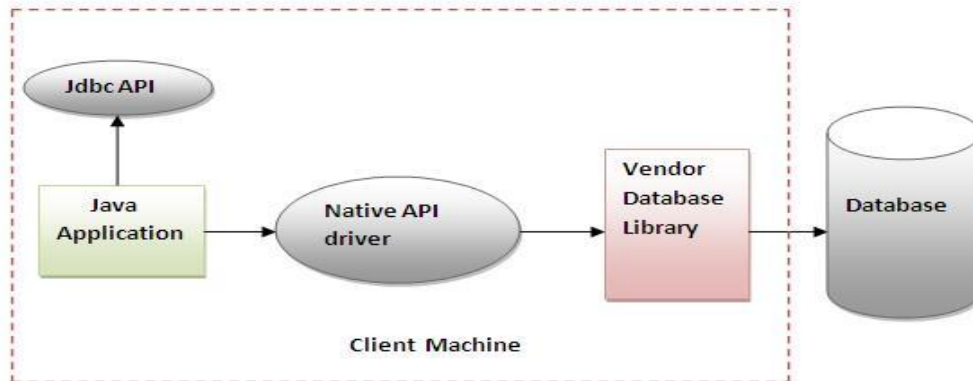 Jdbc API
Java
Application
Native API
driver
Vendor
Database
Library
Database
Client Machine